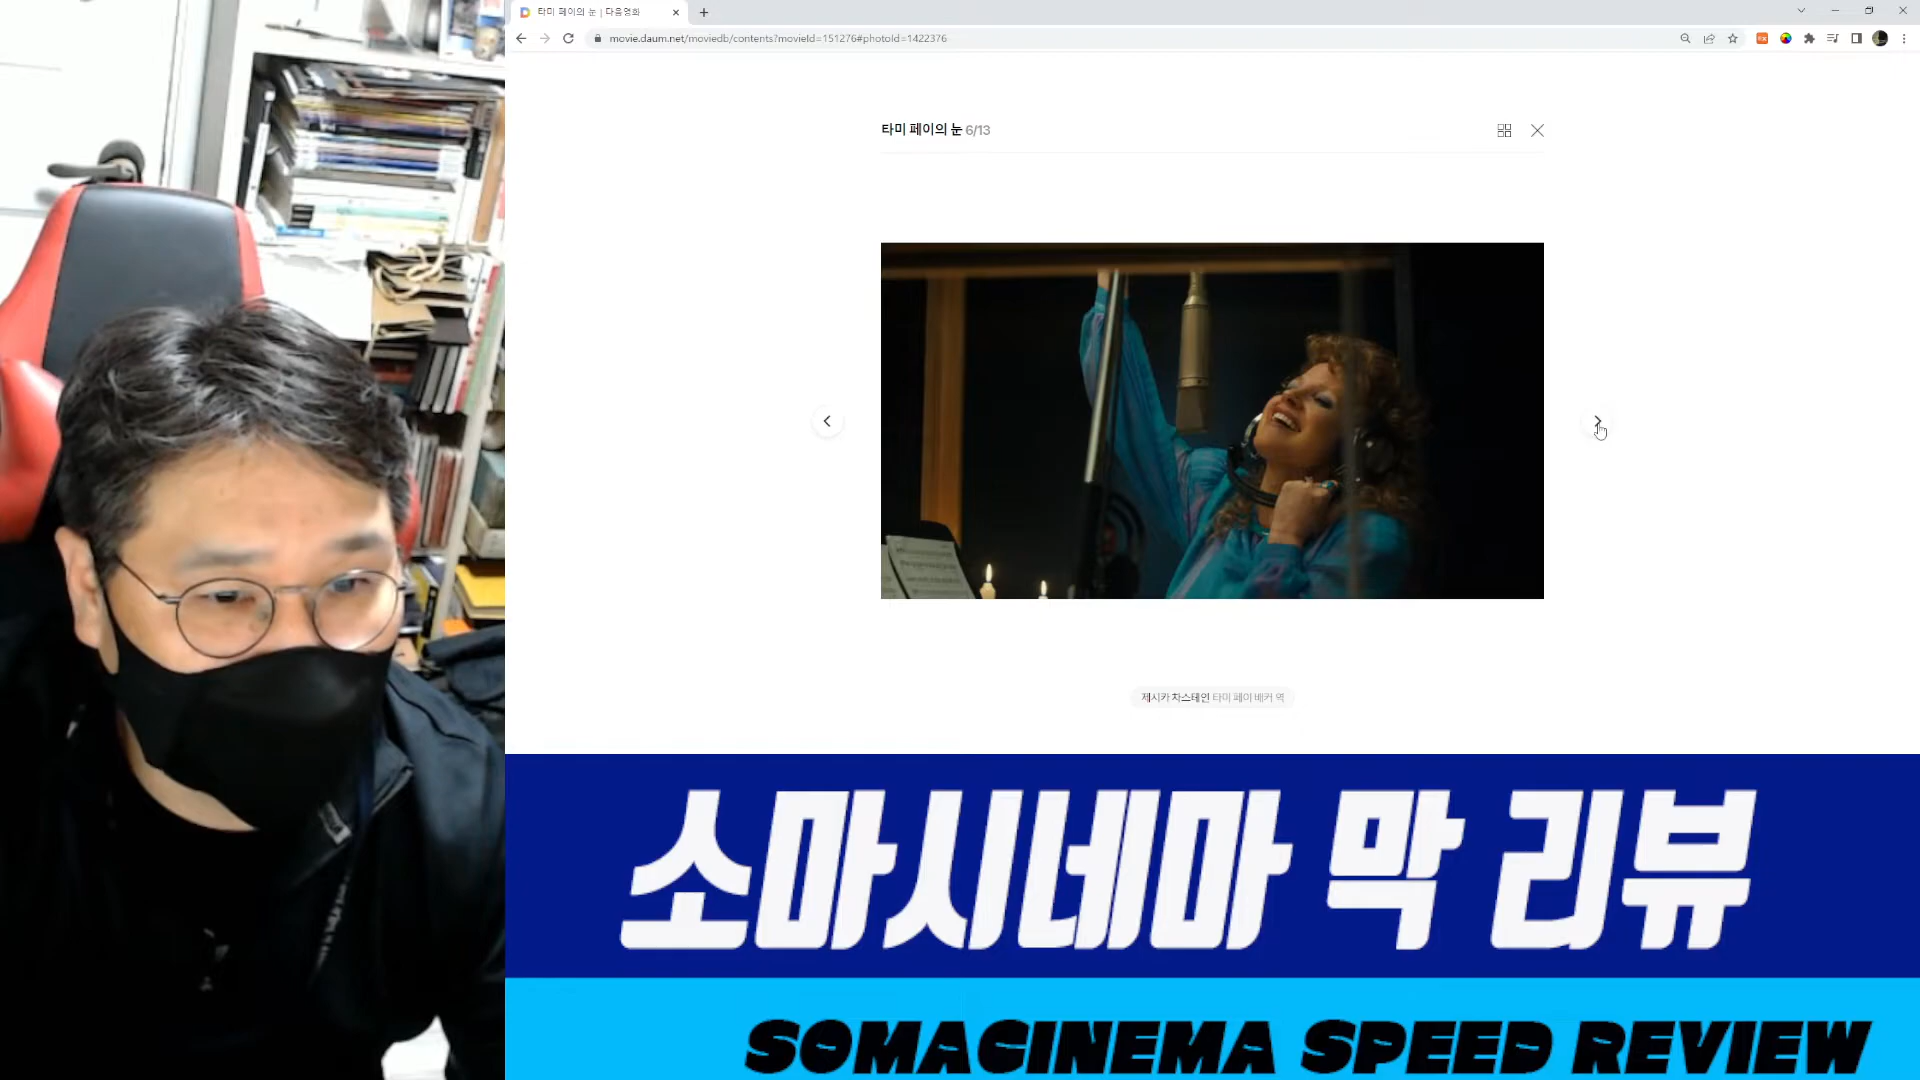 타미 페이의 눈 | 다음영화
movie.daum.net/moviedb/contents?movieId=151276#photoId=1422376
타미 페이의 눈 6/13
제시카 차스테인 타미 페이 배커 역
소마시네마 막 리뷰
SOMACINEMA SPEED REVIEW